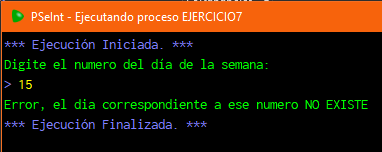 PSeInt - Ejecutando proceso EJERCICIO7
*** Ejecución Iniciada. ***
Digite el numero del día de la semana:
> 15
Error, el dia correspondiente a ese numero NO EXISTE
*** Ejecución Finalizada. ***